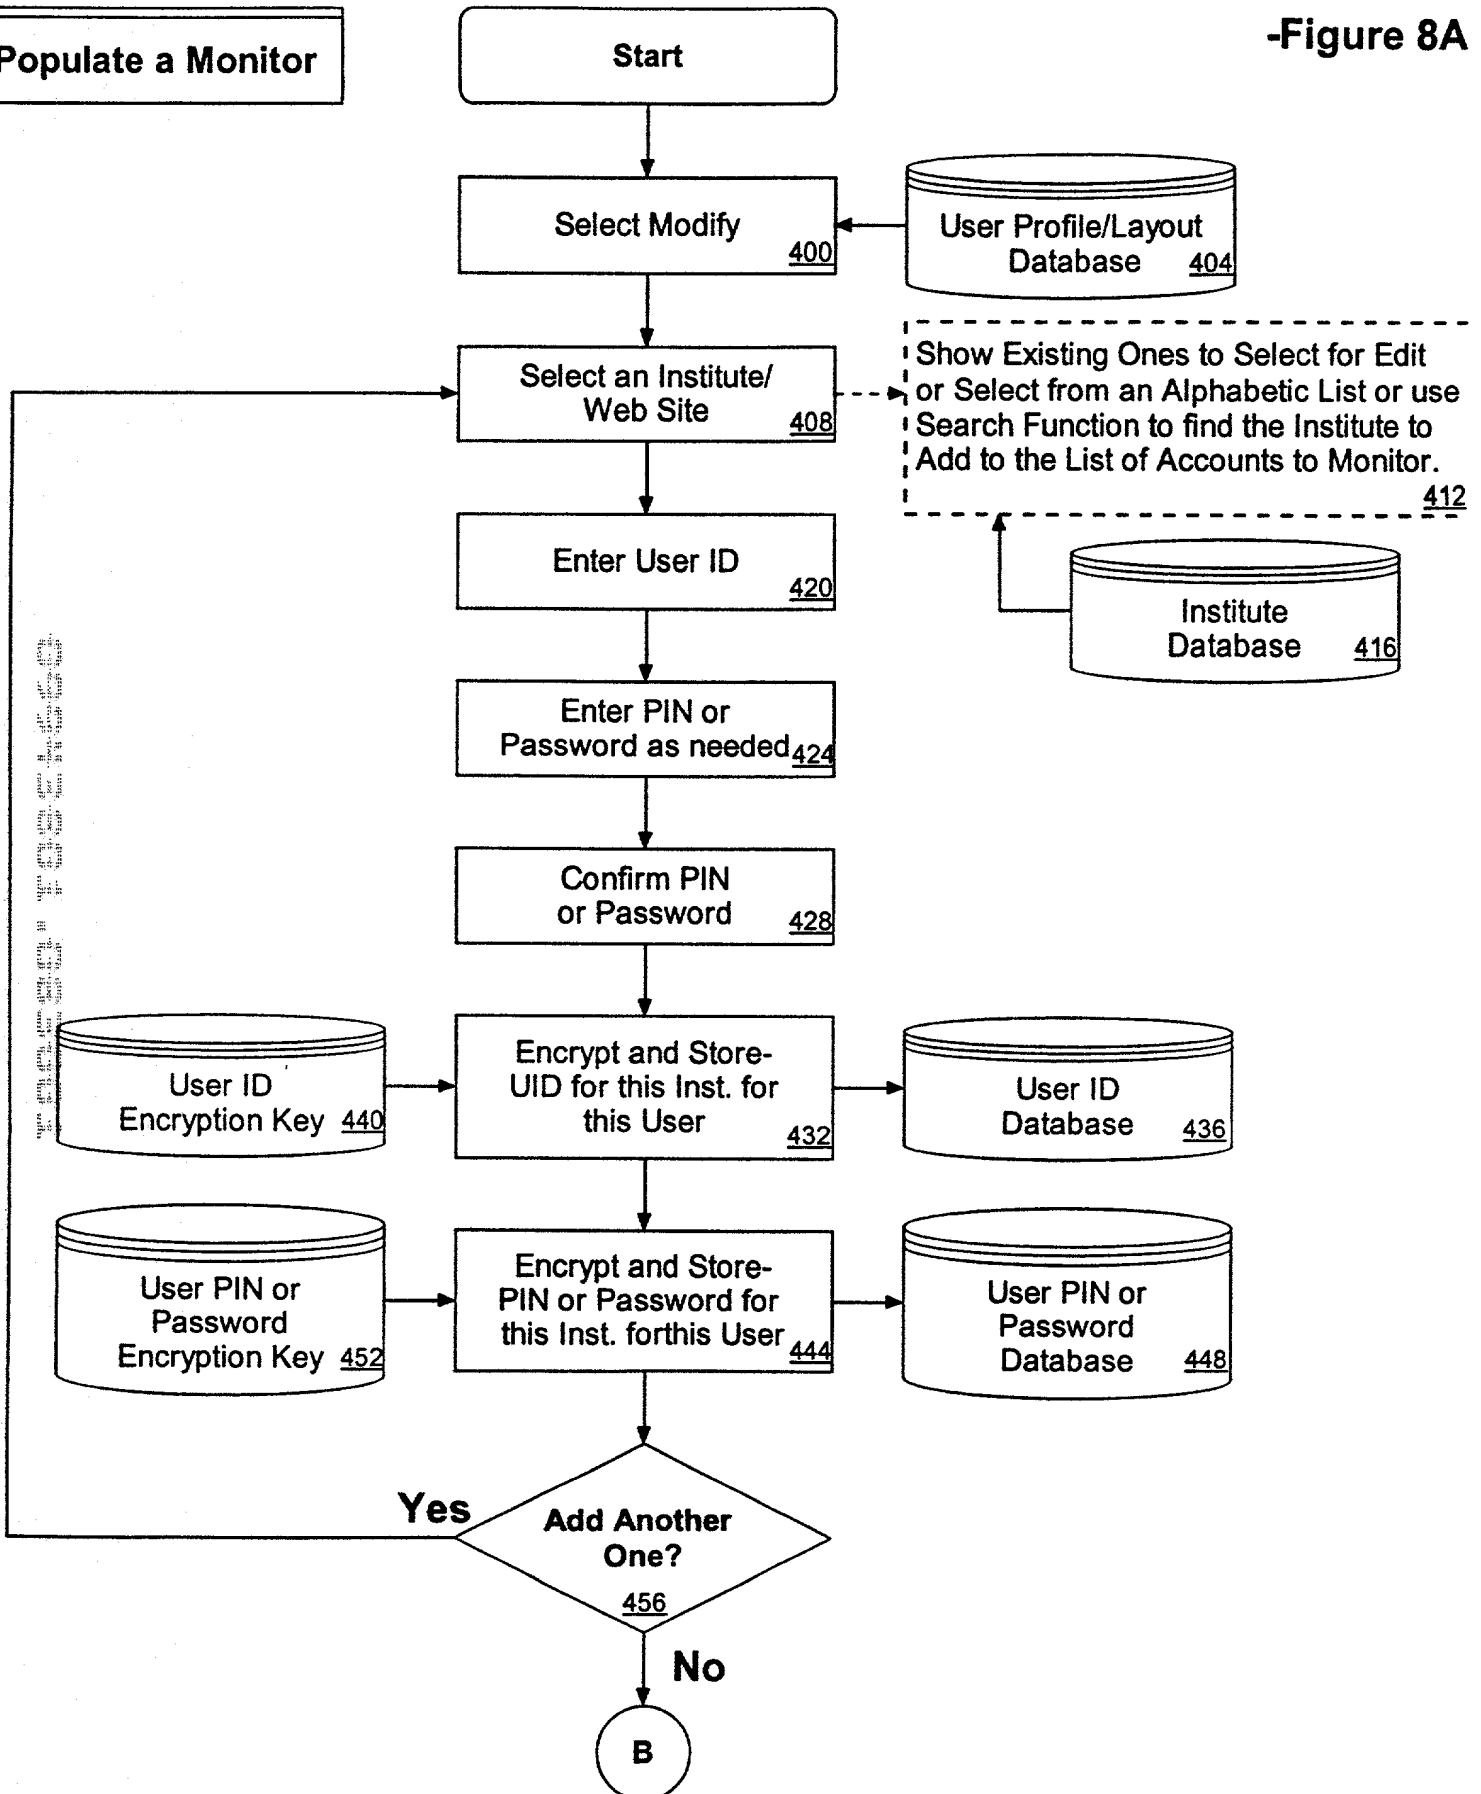 Populate a Monitor
Start
-Figure 8A
Select Modify
400
User Profile/Layout
Database 404
Select an Institute/
Web Site
408
Show Existing Ones to Select for Edit
or Select from an Alphabetic List or use
Search Function to find the Institute to
Add to the List of Accounts to Monitor.
412
Enter User ID
420
Institute
Database 416
Enter PIN or
Password as needed 424
Confirm PIN
or Password 428
User ID
Encryption Key 440
Encrypt and Store-
UID for this Inst. for
this User 432
User ID
Database 436
User PIN or
Password
Encryption Key 452
Encrypt and Store-
PIN or Password for
this Inst. forthis User 444
User PIN or
Password
Database 448
Yes
Add Another
One?
456
No
B